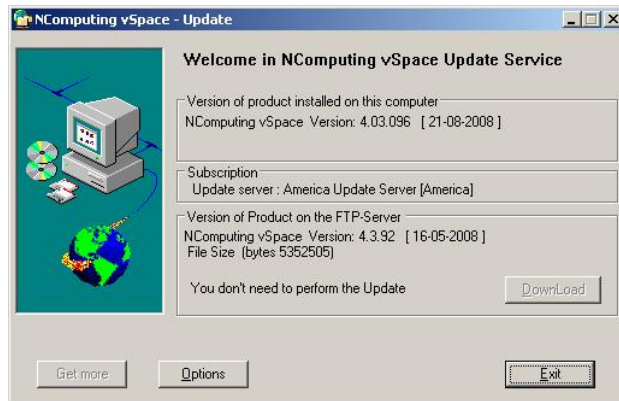 NComputing vSpace - Update
Welcome in NComputing vSpace Update Service
Version of product installed on this computer
NComputing vSpace Version: 4.03.096 [ 21-08-2008 ]
Subscription
Update server : America Update Server [America]
Version of Product on the FTP-Server
NComputing vSpace Version: 4.3.92 [ 16-05-2008 ]
File Size (bytes 5352505)
You don't need to perform the Update
DownLoad
Get more
Options
Exit